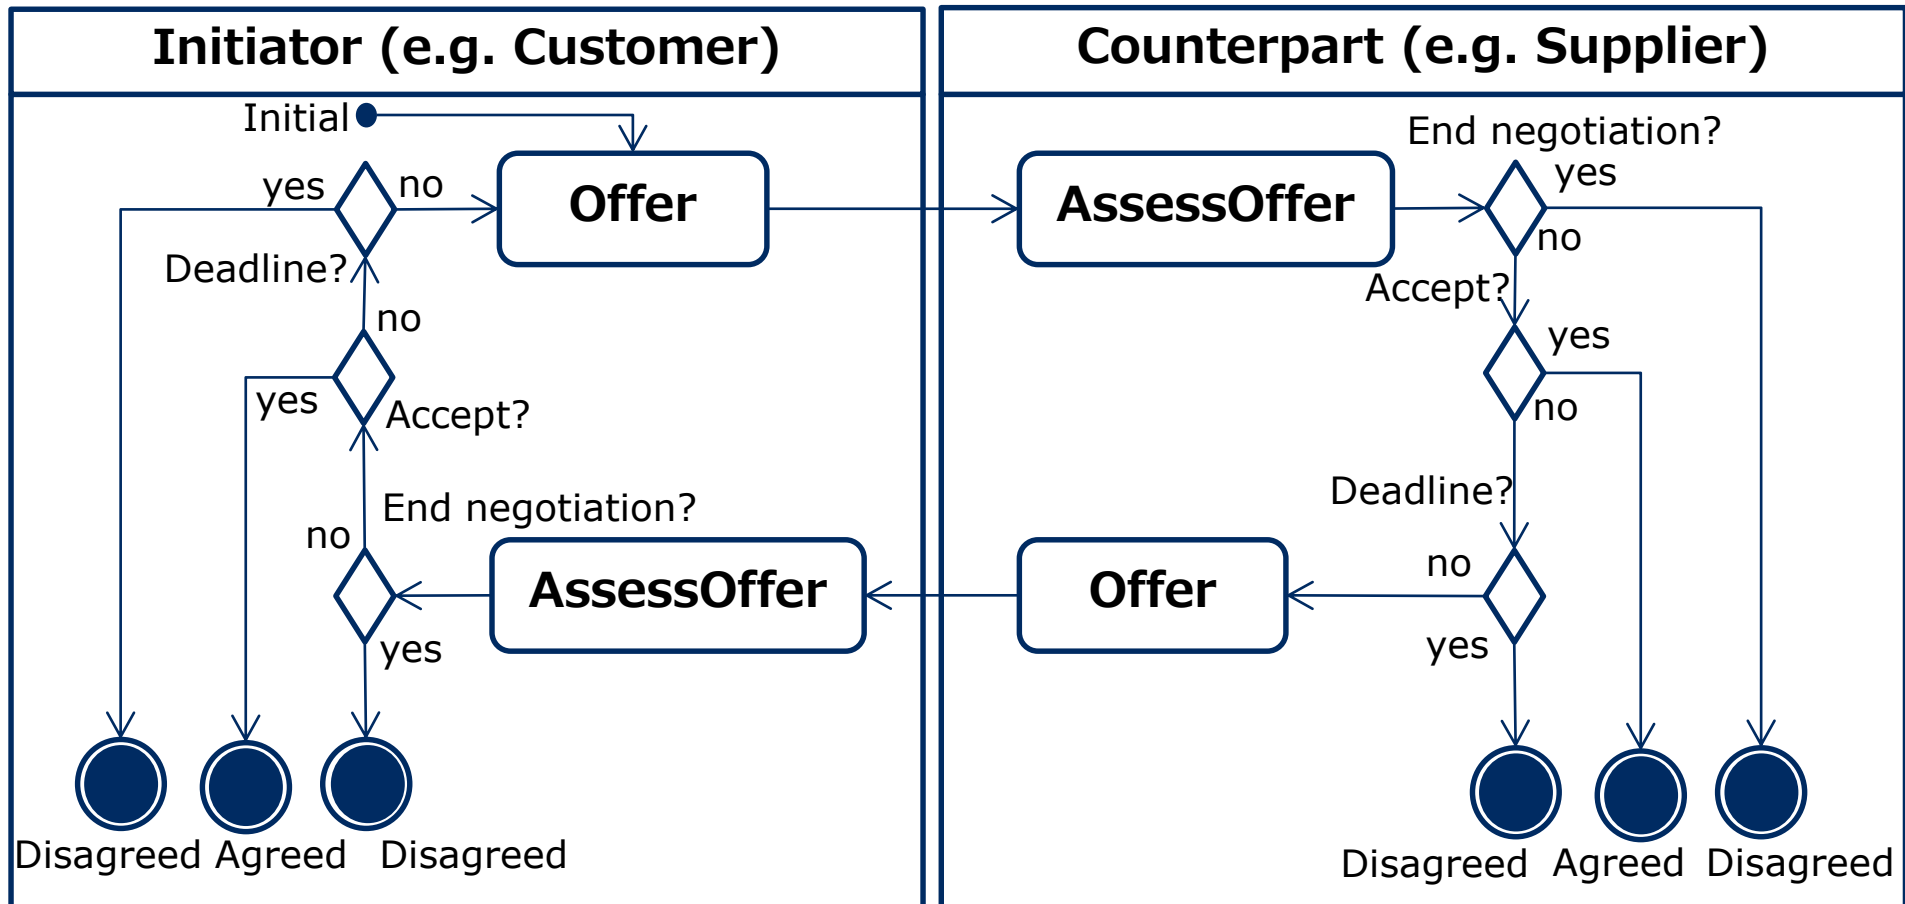 Initiator (e.g. Customer)
Initial
yes
no
Offer
Deadline?
no
yes
Accept?
End negotiation?
no
AssessOffer
yes
Disagreed
Agreed
Disagreed
Counterpart (e.g. Supplier)
End negotiation?
yes
AssessOffer
no
Accept?
yes
no
Deadline?
no
Offer
yes
Disagreed
Agreed
Disagreed